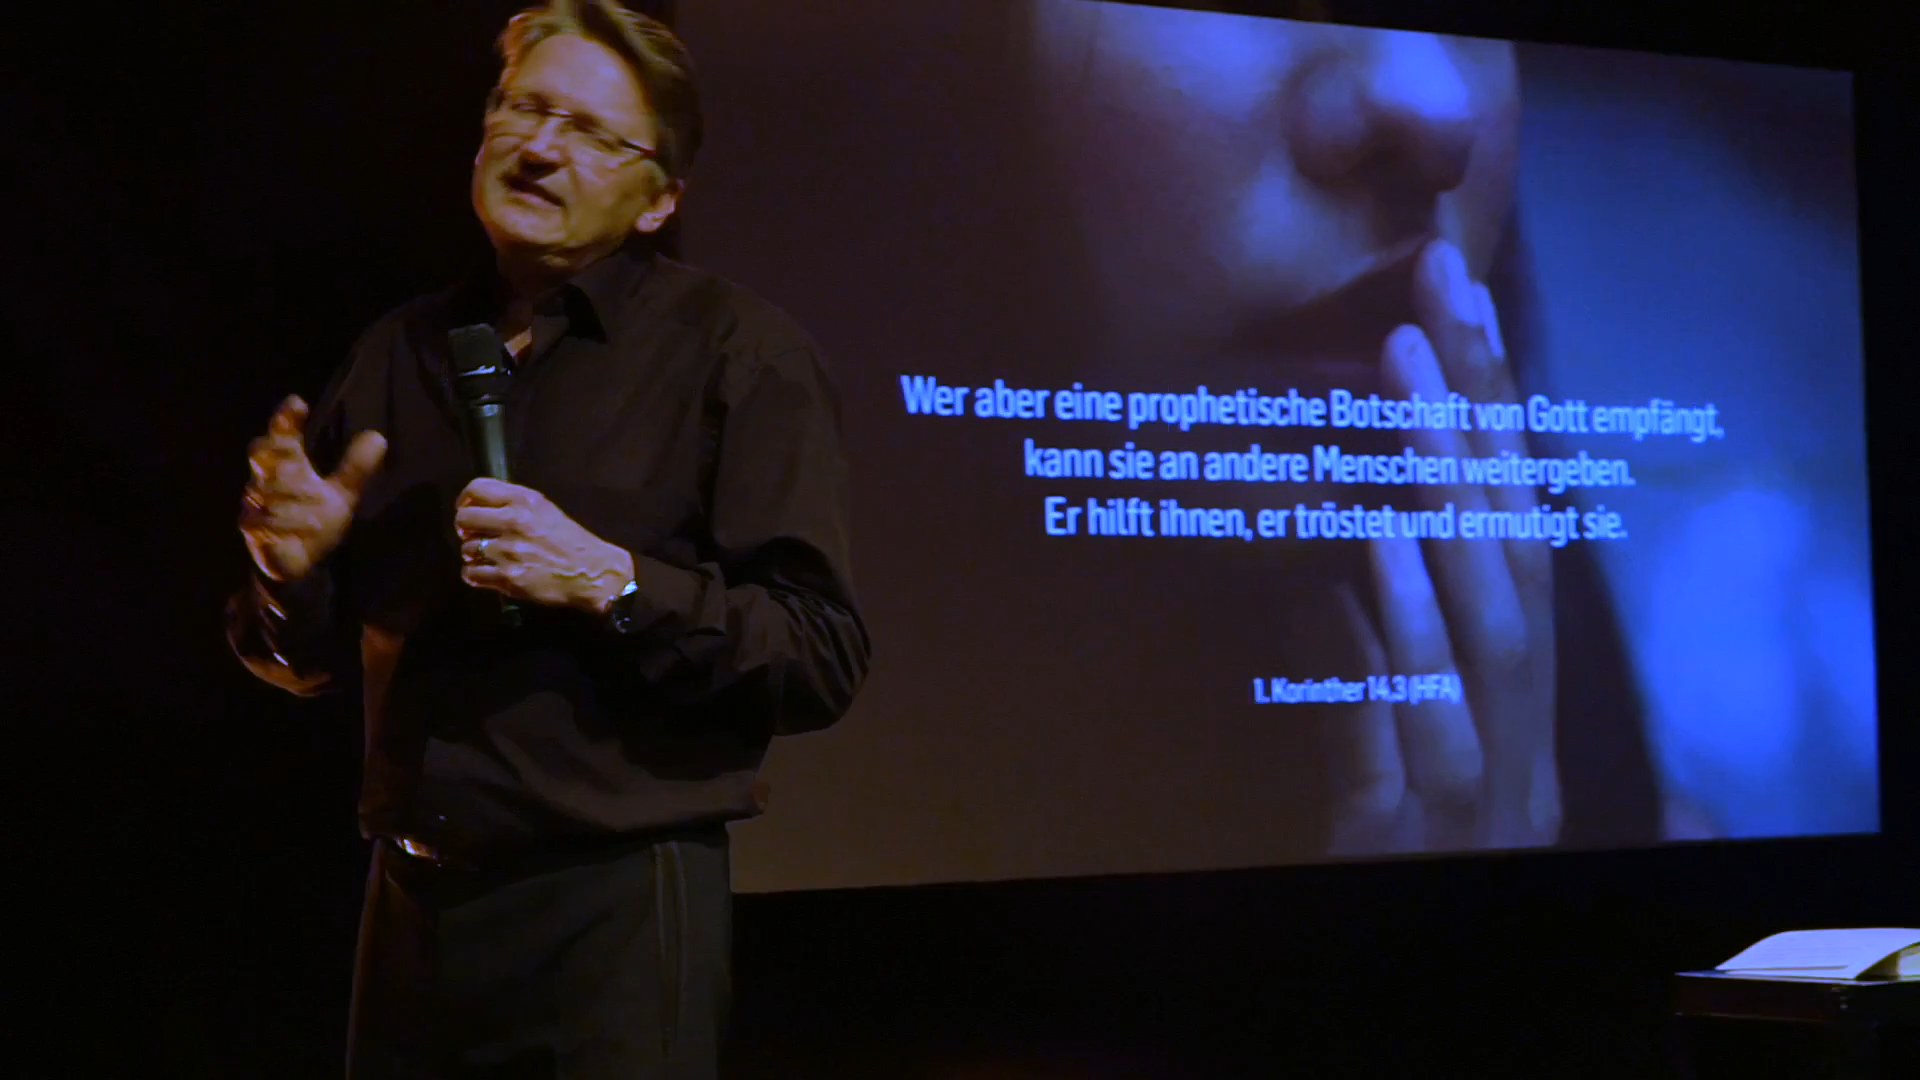 Wer aber eine prophetische Botschaft von Gott empfängt,
kann sie an andere Menschen weitergeben.
Er hilft ihnen, er tröstet und ermutigt sie.
1. Korinther 14.3 (HFA)